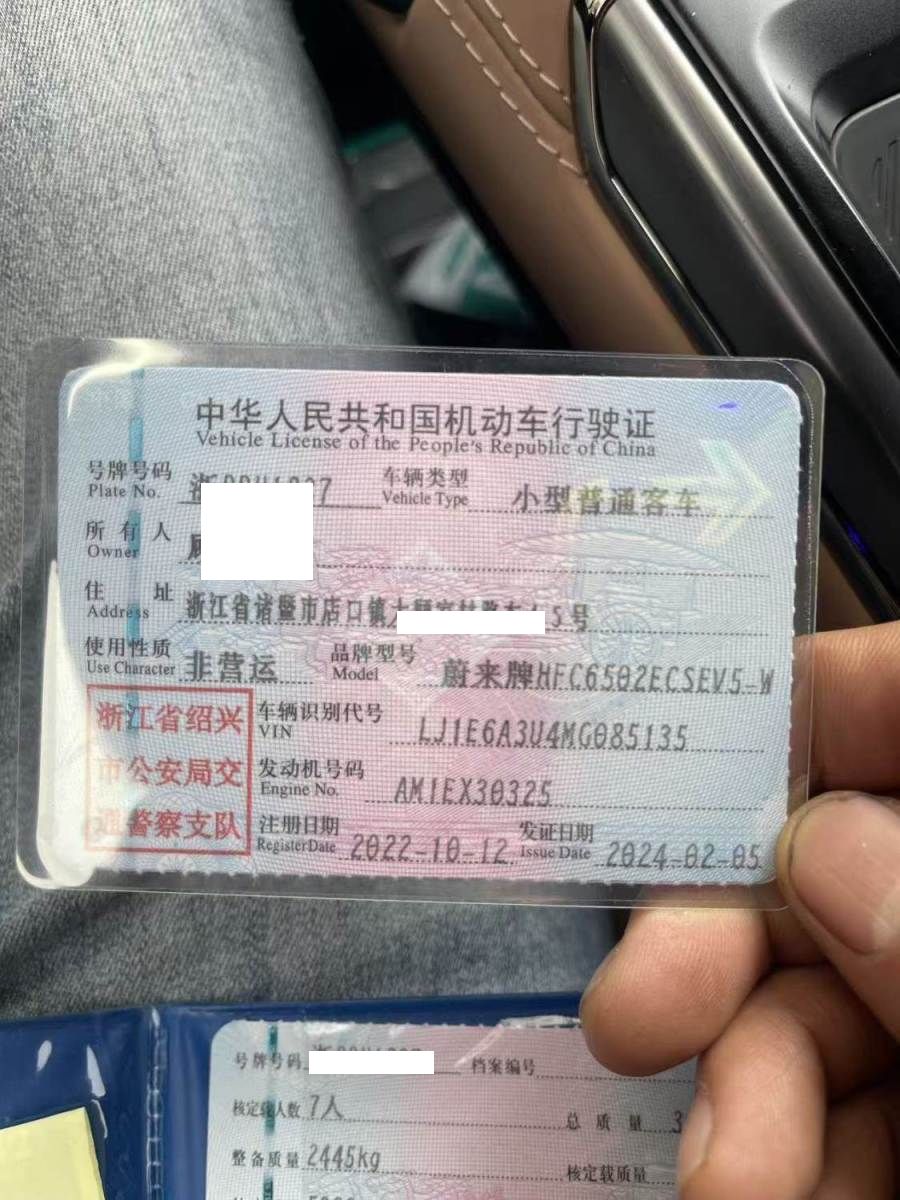 中华人民共和国机动车行驶证
Vehicle License of the People's Republic of China
号牌号码 车辆类型 小型普通客车
Plate No. Vehicle Type
所有人
Owner
住址 浙江省诸暨市店口镇 5号
Address
使用性质 非营运 品牌型号 蔚来牌HFC6502ECSEV5-W
Use Character Model
浙江省绍兴
市公安局交
通警察支队
车辆识别代号 LJ1E6A3U4MG085135
VIN
发动机号码 AM1EX30325
Engine No.
注册日期 2022-10-12 发证日期 2024-02-05
Register Date Issue Date
号牌号码 档案编号
核定载人数 7人 总质量 3
整备质量 2445kg 核定载质量